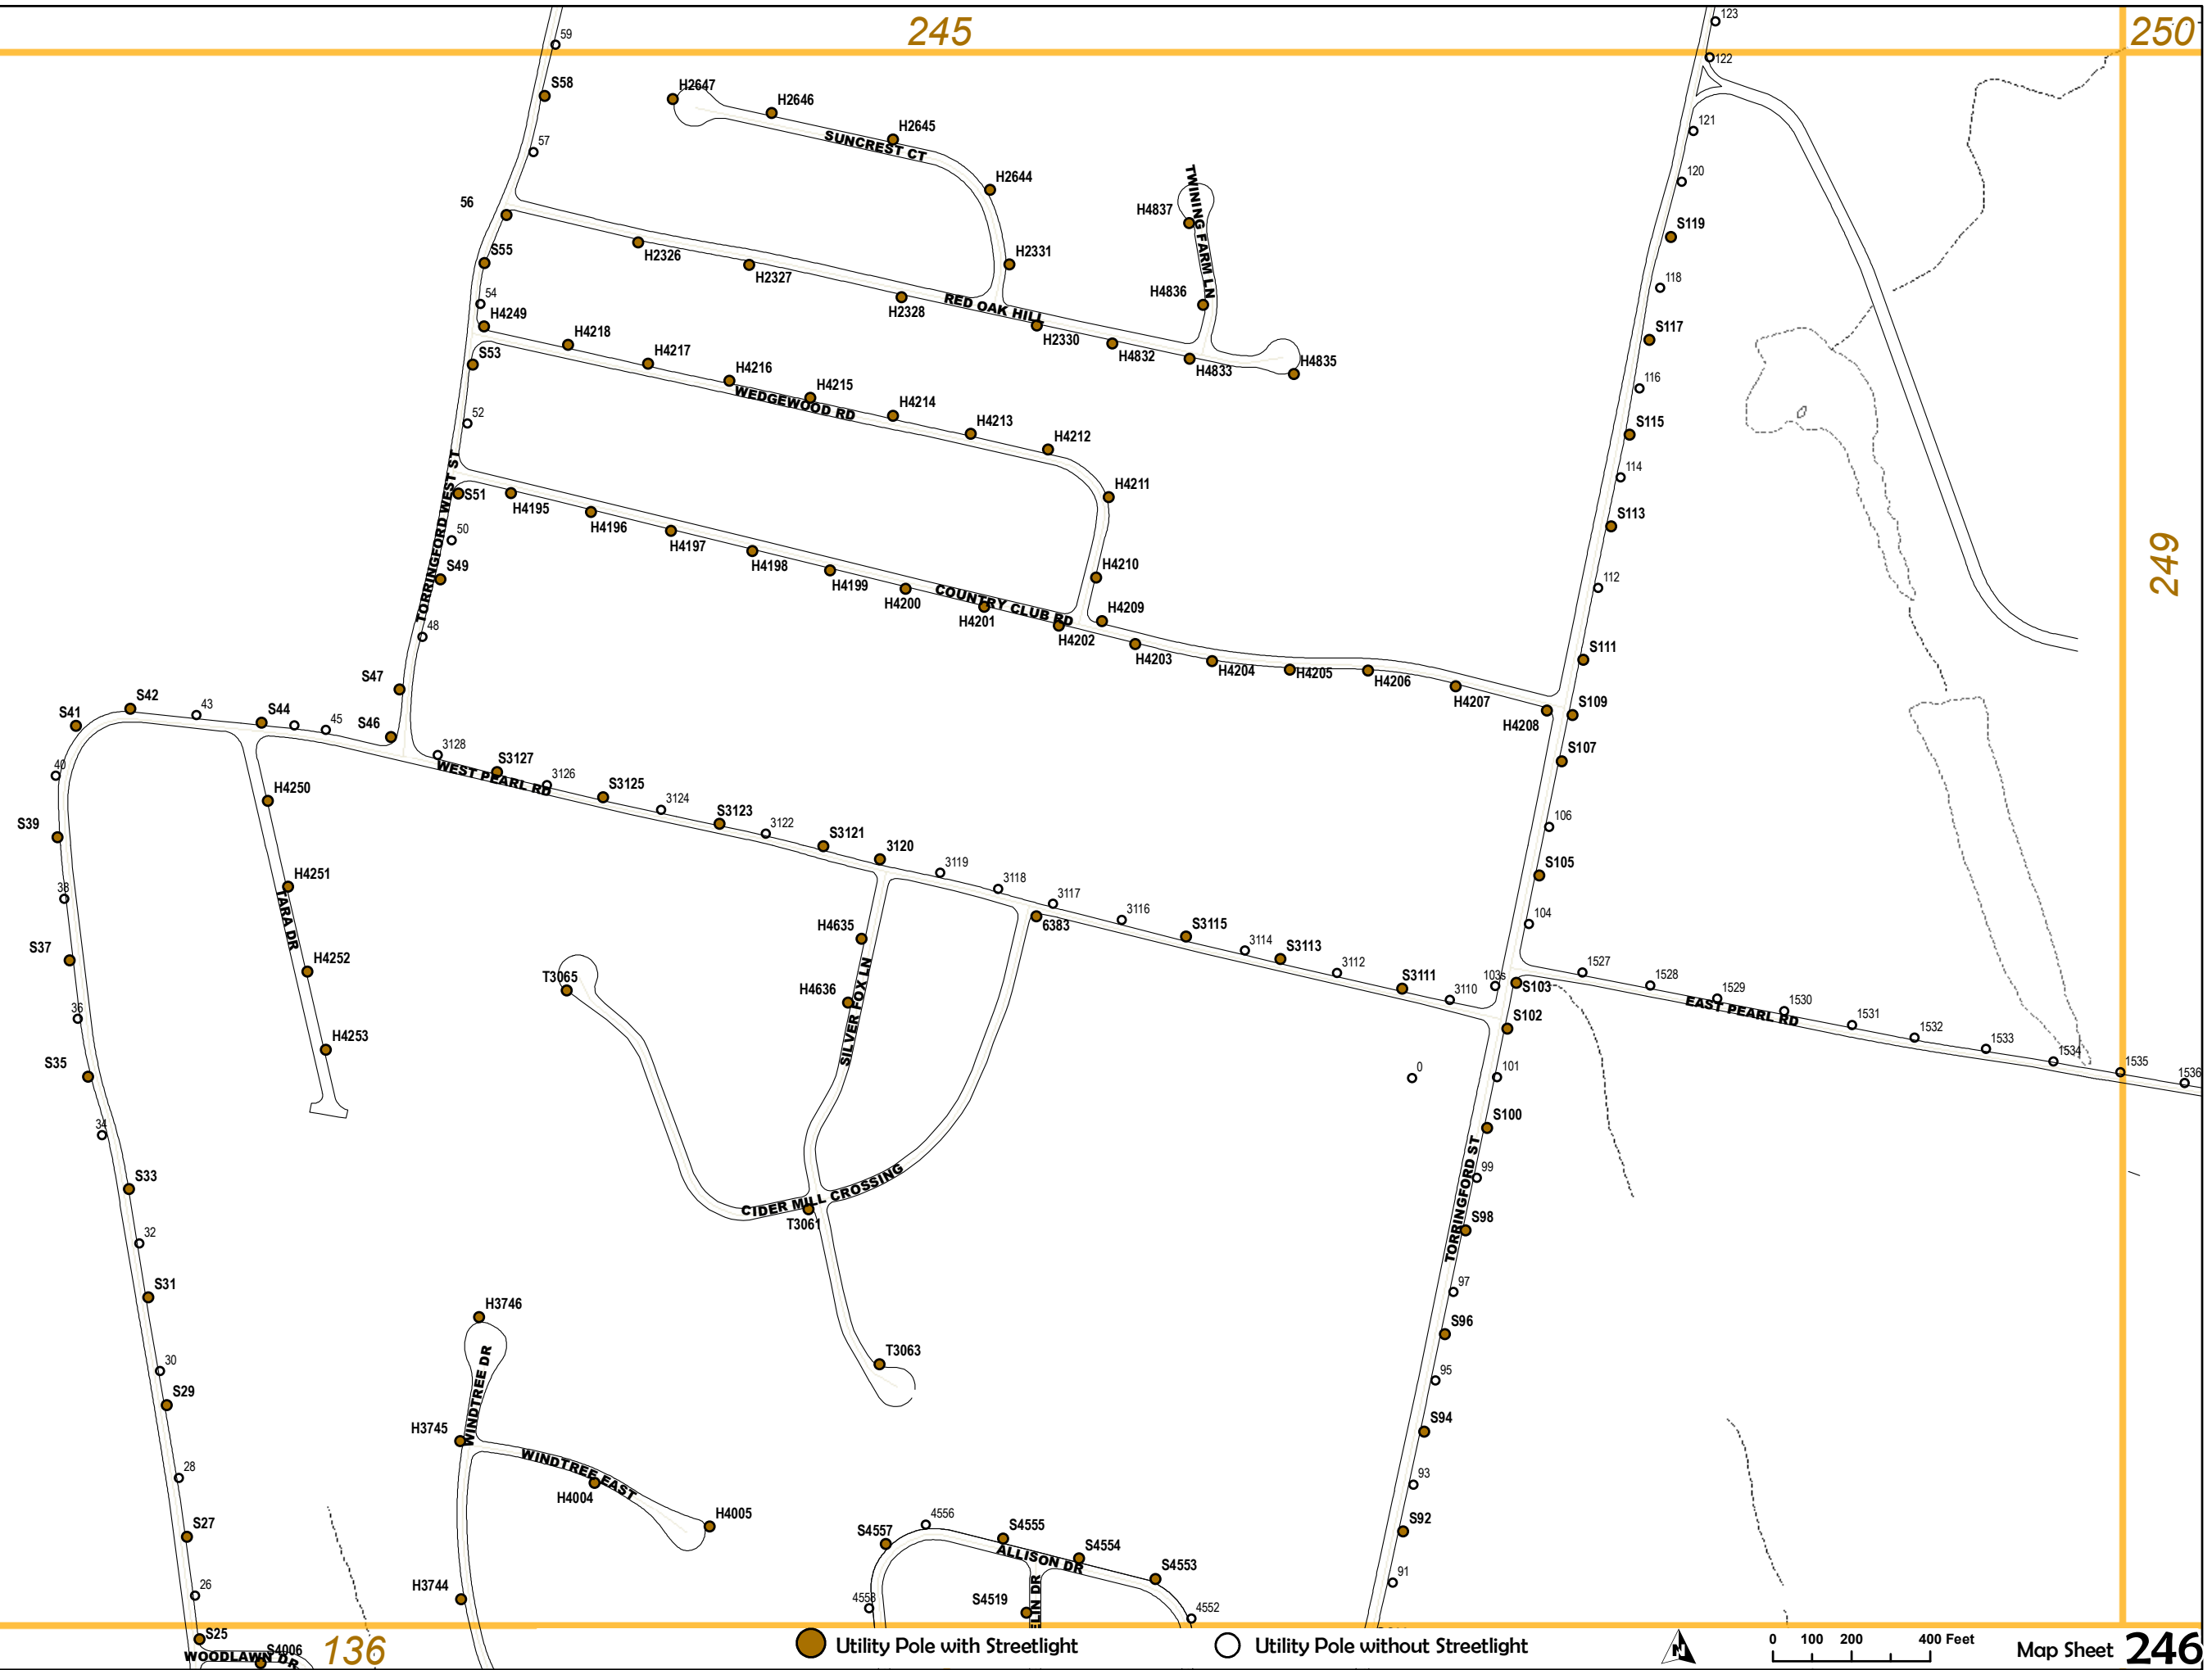 245
250
59
123
122
S58
H2647
H2646
H2645
SUNCREST CT
57
121
H2644
120
56
TWINING FARM LN
H4837
S119
S55
H2326
H2327
H2331
118
54
H4249
H2328
RED OAK HILL
H4836
H2330
H4832
H4833
H4835
S117
S53
H4218
H4217
H4216
H4215
H4214
H4213
H4212
WEDGEWOOD RD
116
52
S115
114
TORRINGFORD WEST ST
S51
H4195
H4196
H4197
H4198
H4199
H4200
H4201
H4202
COUNTRY CLUB RD
H4211
H4210
H4209
S113
249
50
S49
112
48
H4203
H4204
H4205
H4206
H4207
H4208
S111
S109
S107
S47
S46
S41
S42
43
S44
45
40
3128
S3127
3126
WEST PEARL RD
S3125
3124
S3123
3122
S3121
3120
3119
3118
3117
6383
3116
S3115
3114
S3113
3112
S3111
3110
103s
S103
106
S105
104
S39
H4250
H4251
TARA DR
38
S37
H4252
36
H4253
S35
34
T3065
H4635
H4636
SILVER FOX LN
1527
1528
1529
1530
EAST PEARL RD
1531
1532
1533
1534
1535
1536
S102
0
101
S100
TORRINGFORD ST
99
S98
S33
32
CIDER MILL CROSSING
T3061
S31
97
H3746
S96
T3063
30
S29
WINDTREE DR
95
H3745
WINDTREE EAST
S94
H4004
H4005
28
93
S27
S92
S4557
4556
S4555
S4554
S4553
ALLISON DR
ELIN DR
H3744
26
4558
S4519
4552
91
S25
S4006
WOODLAWN DR
136
Utility Pole with Streetlight
Utility Pole without Streetlight
N
0 100 200 400 Feet
Map Sheet 246